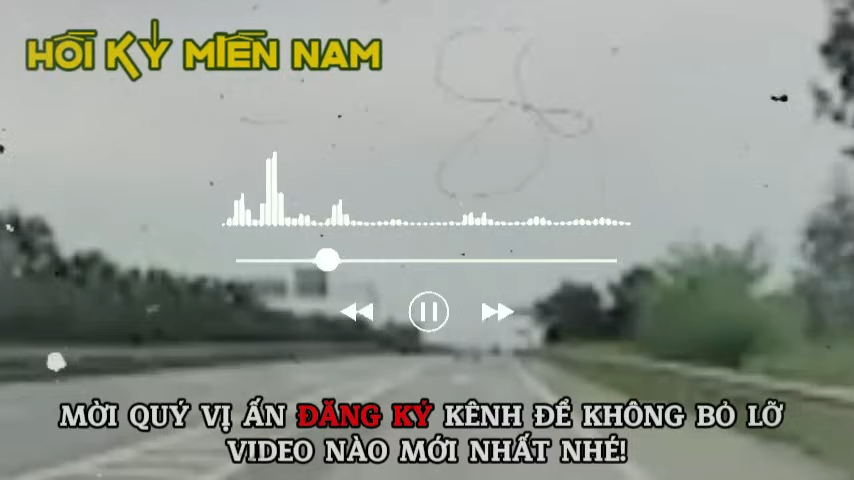 HỒI KÝ MIỀN NAM
MỜI QUÝ VỊ ẤN ĐĂNG KÝ KÊNH ĐỂ KHÔNG BỎ LỠ
VIDEO NÀO MỚI NHẤT NHÉ!